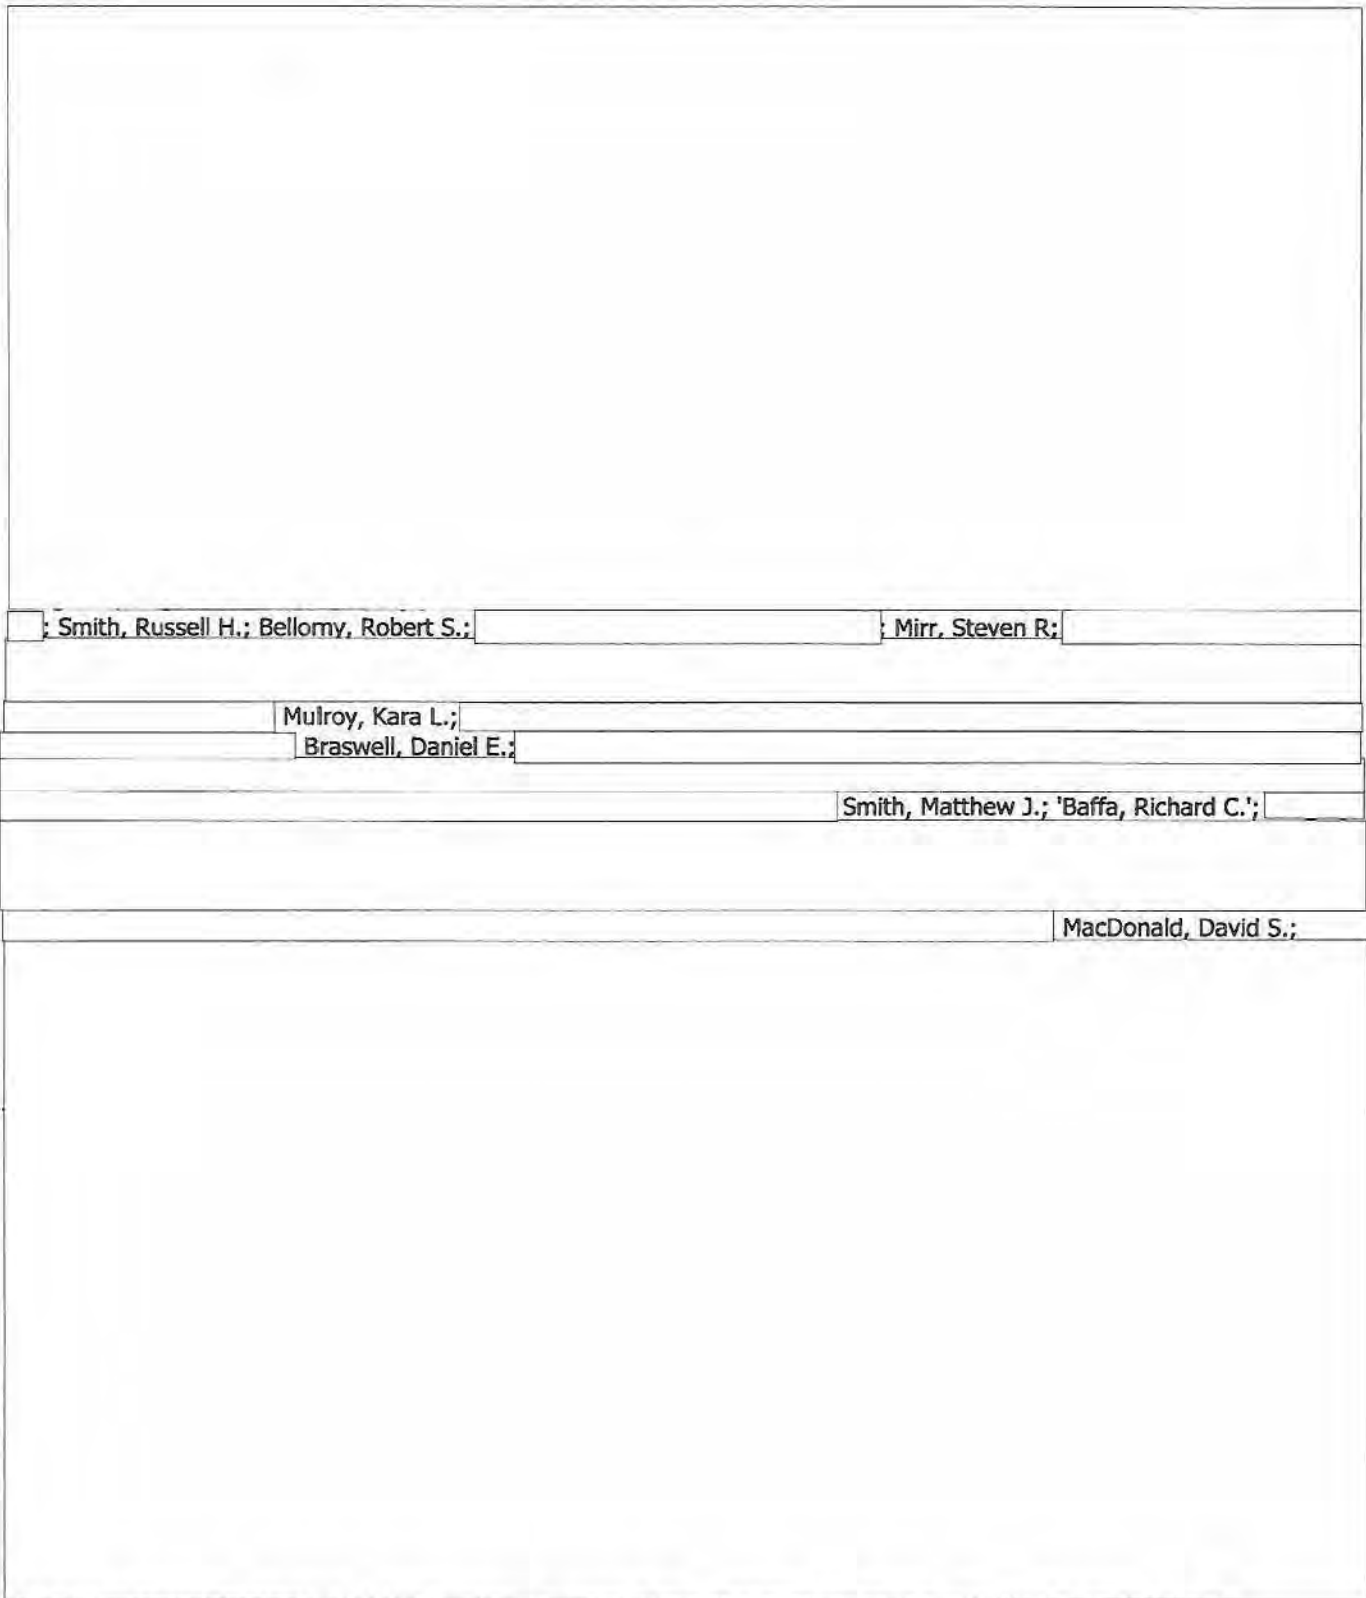 ; Smith, Russell H.; Bellomy, Robert S.; ; Mirr, Steven R;
Mulroy, Kara L.;
Braswell, Daniel E.;
Smith, Matthew J.; 'Baffa, Richard C.';
MacDonald, David S.;